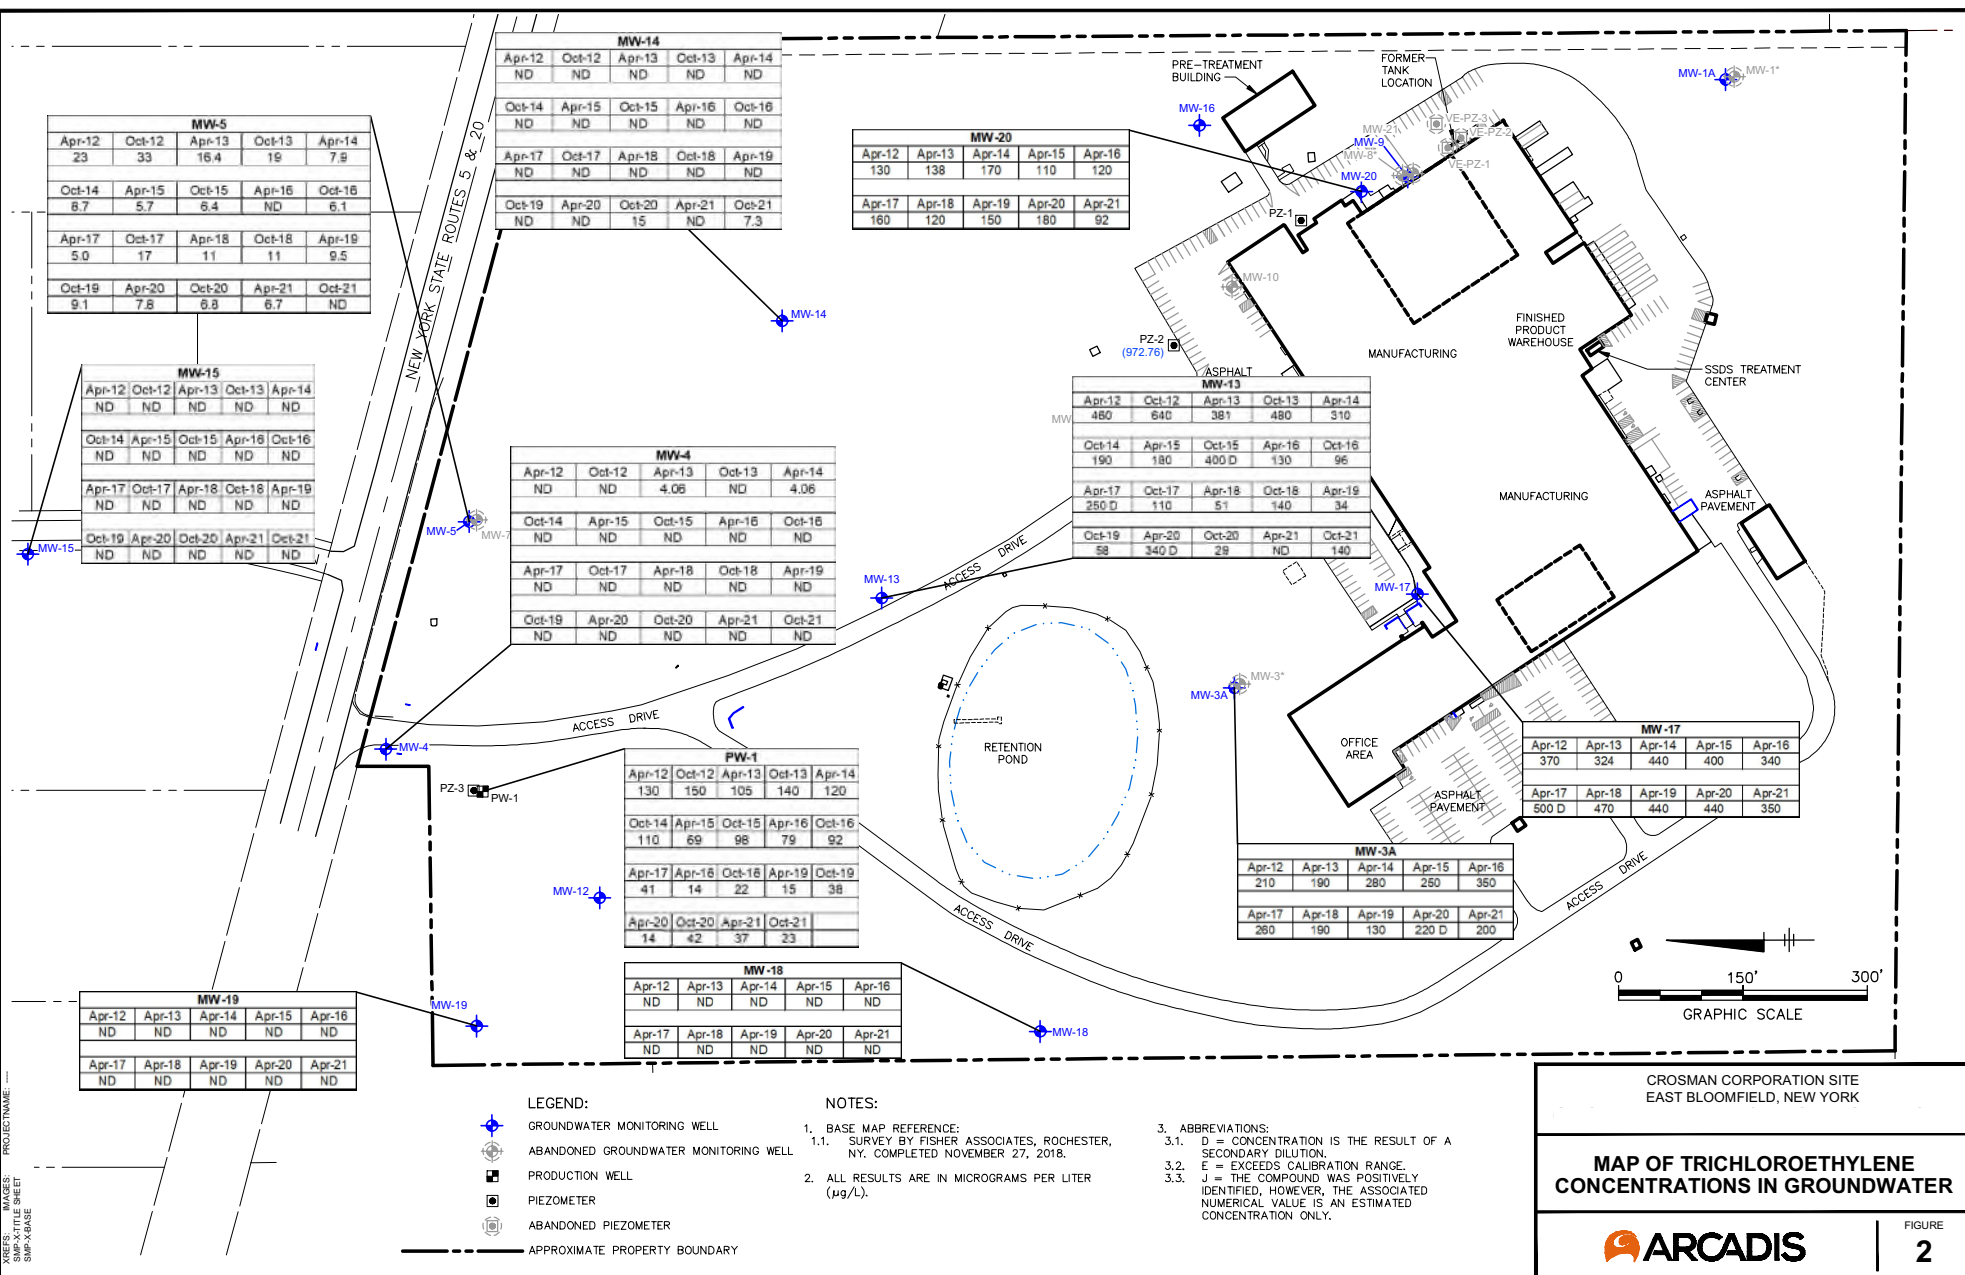 MW-14
Apr-12 Oct-12 Apr-13 Oct-13 Apr-14
ND ND ND ND ND
Oct-14 Apr-15 Oct-15 Apr-16 Oct-16
ND ND ND ND ND
Apr-17 Oct-17 Apr-18 Oct-18 Apr-19
ND ND ND ND ND
Oct-19 Apr-20 Oct-20 Apr-21 Oct-21
ND ND 15 ND 7.3
MW-5
Apr-12 Oct-12 Apr-13 Oct-13 Apr-14
23 33 16.4 19 7.9
Oct-14 Apr-15 Oct-15 Apr-16 Oct-16
8.7 5.7 6.4 ND 6.1
Apr-17 Oct-17 Apr-18 Oct-18 Apr-19
5.0 17 11 11 9.5
Oct-19 Apr-20 Oct-20 Apr-21 Oct-21
9.1 7.8 6.8 6.7 ND
MW-20
Apr-12 Apr-13 Apr-14 Apr-15 Apr-16
130 138 170 110 120
Apr-17 Apr-18 Apr-19 Apr-20 Apr-21
160 120 150 180 92
MW-15
Apr-12 Oct-12 Apr-13 Oct-13 Apr-14
ND ND ND ND ND
Oct-14 Apr-15 Oct-15 Apr-16 Oct-16
ND ND ND ND ND
Apr-17 Oct-17 Apr-18 Oct-18 Apr-19
ND ND ND ND ND
Oct-19 Apr-20 Oct-20 Apr-21 Oct-21
ND ND ND ND ND
MW-4
Apr-12 Oct-12 Apr-13 Oct-13 Apr-14
ND ND 4.06 ND 4.06
Oct-14 Apr-15 Oct-15 Apr-16 Oct-16
ND ND ND ND ND
Apr-17 Oct-17 Apr-18 Oct-18 Apr-19
ND ND ND ND ND
Oct-19 Apr-20 Oct-20 Apr-21 Oct-21
ND ND ND ND ND
MW-13
Apr-12 Oct-12 Apr-13 Oct-13 Apr-14
460 640 381 480 310
Oct-14 Apr-15 Oct-15 Apr-16 Oct-16
190 180 400 D 130 96
Apr-17 Oct-17 Apr-18 Oct-18 Apr-19
250 D 110 51 140 34
Oct-19 Apr-20 Oct-20 Apr-21 Oct-21
58 340 D 29 ND 140
PW-1
Apr-12 Oct-12 Apr-13 Oct-13 Apr-14
130 150 105 140 120
Oct-14 Apr-15 Oct-15 Apr-16 Oct-16
110 69 98 79 92
Apr-17 Apr-18 Oct-18 Apr-19 Oct-19
41 14 22 15 38
Apr-20 Oct-20 Apr-21 Oct-21
14 42 37 23
MW-17
Apr-12 Apr-13 Apr-14 Apr-15 Apr-16
370 324 440 400 340
Apr-17 Apr-18 Apr-19 Apr-20 Apr-21
500 D 470 440 440 350
MW-3A
Apr-12 Apr-13 Apr-14 Apr-15 Apr-16
210 190 280 250 350
Apr-17 Apr-18 Apr-19 Apr-20 Apr-21
260 190 130 220 D 200
MW-18
Apr-12 Apr-13 Apr-14 Apr-15 Apr-16
ND ND ND ND ND
Apr-17 Apr-18 Apr-19 Apr-20 Apr-21
ND ND ND ND ND
MW-19
Apr-12 Apr-13 Apr-14 Apr-15 Apr-16
ND ND ND ND ND
Apr-17 Apr-18 Apr-19 Apr-20 Apr-21
ND ND ND ND ND
NEW YORK STATE ROUTES 5 & 20
PRE-TREATMENT
BUILDING
FORMER
TANK
LOCATION
MW-1A
MW-1*
MW-16
MW-21
MW-9
MW-8*
VE-PZ-3
VE-PZ-2
VE-PZ-1
MW-20
PZ-1
MW-10
MW-14
PZ-2
(972.76)
ASPHALT
MANUFACTURING
FINISHED
PRODUCT
WAREHOUSE
SSDS TREATMENT
CENTER
MW
MANUFACTURING
ASPHALT
PAVEMENT
MW-5
MW-7
MW-15
MW-13
ACCESS DRIVE
MW-17
MW-3A
MW-3*
ACCESS DRIVE
MW-4
RETENTION
POND
OFFICE
AREA
ASPHALT
PAVEMENT
PZ-3
PW-1
MW-12
ACCESS DRIVE
ACCESS DRIVE
MW-19
MW-18
0 150' 300'
GRAPHIC SCALE
LEGEND:
GROUNDWATER MONITORING WELL
ABANDONED GROUNDWATER MONITORING WELL
PRODUCTION WELL
PIEZOMETER
ABANDONED PIEZOMETER
APPROXIMATE PROPERTY BOUNDARY
NOTES:
1. BASE MAP REFERENCE:
1.1. SURVEY BY FISHER ASSOCIATES, ROCHESTER,
NY. COMPLETED NOVEMBER 27, 2018.
2. ALL RESULTS ARE IN MICROGRAMS PER LITER
(µg/L).
3. ABBREVIATIONS:
3.1. D = CONCENTRATION IS THE RESULT OF A
SECONDARY DILUTION.
3.2. E = EXCEEDS CALIBRATION RANGE.
3.3. J = THE COMPOUND WAS POSITIVELY
IDENTIFIED, HOWEVER, THE ASSOCIATED
NUMERICAL VALUE IS AN ESTIMATED
CONCENTRATION ONLY.
CROSMAN CORPORATION SITE
EAST BLOOMFIELD, NEW YORK
MAP OF TRICHLOROETHYLENE
CONCENTRATIONS IN GROUNDWATER
ARCADIS
FIGURE
2
XREFS: IMAGES: PROJECTNAME: ----
SMP-X-TITLE SHEET
SMP-X-BASE